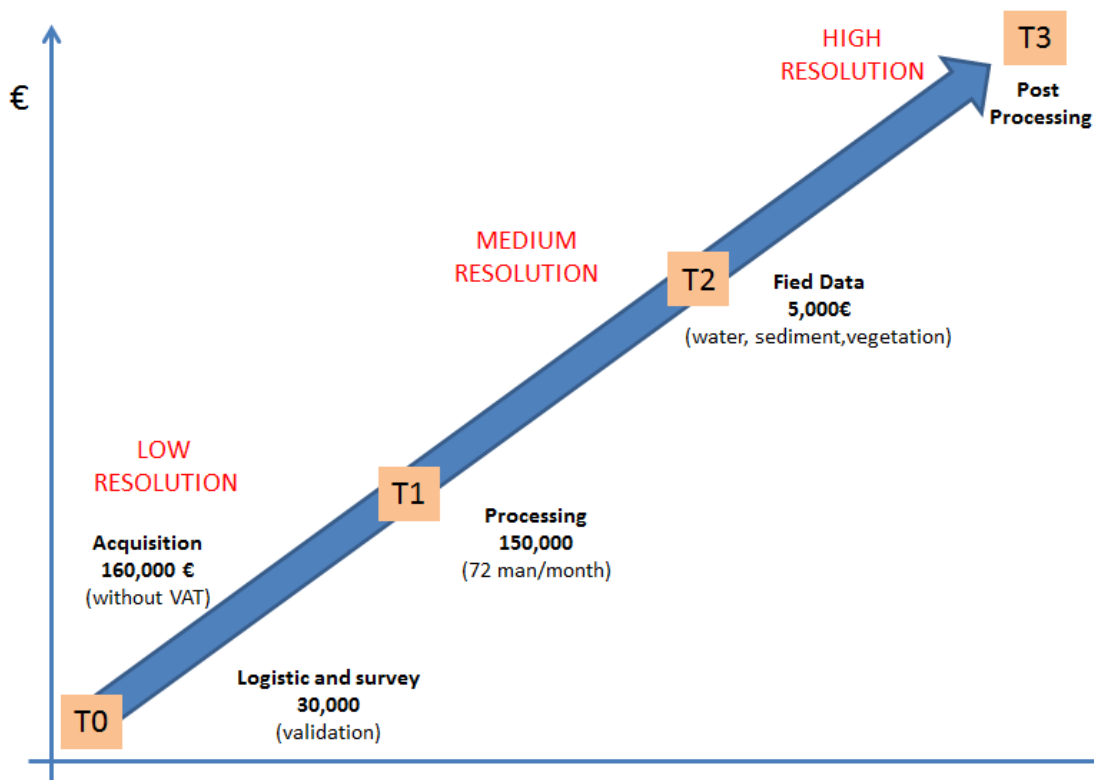 €
HIGH
RESOLUTION
T3
Post
Processing
MEDIUM
RESOLUTION
T2
Fied Data
5,000€
(water, sediment,vegetation)
LOW
RESOLUTION
T1
Acquisition
160,000 €
(without VAT)
Processing
150,000
(72 man/month)
Logistic and survey
30,000
(validation)
T0